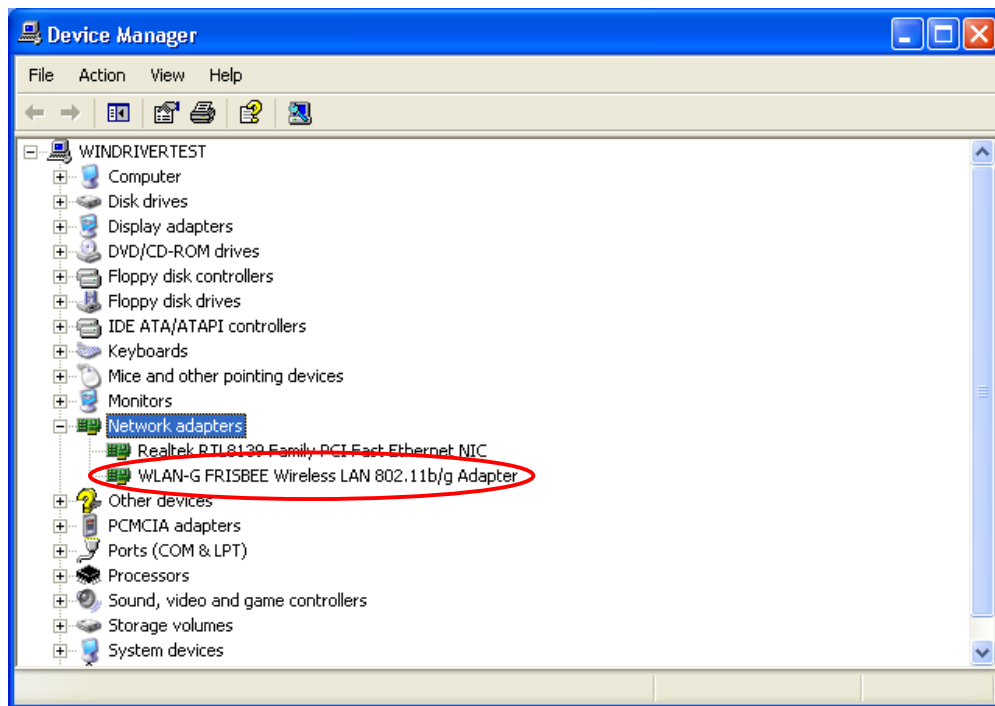 Device Manager
File Action View Help
WINDRIVERTEST
Computer
Disk drives
Display adapters
DVD/CD-ROM drives
Floppy disk controllers
Floppy disk drives
IDE ATA/ATAPI controllers
Keyboards
Mice and other pointing devices
Monitors
Network adapters
Realtek RTL8139 Family PCI Fast Ethernet NIC
WLAN-G FRISBEE Wireless LAN 802.11b/g Adapter
Other devices
PCMCIA adapters
Ports (COM & LPT)
Processors
Sound, video and game controllers
Storage volumes
System devices